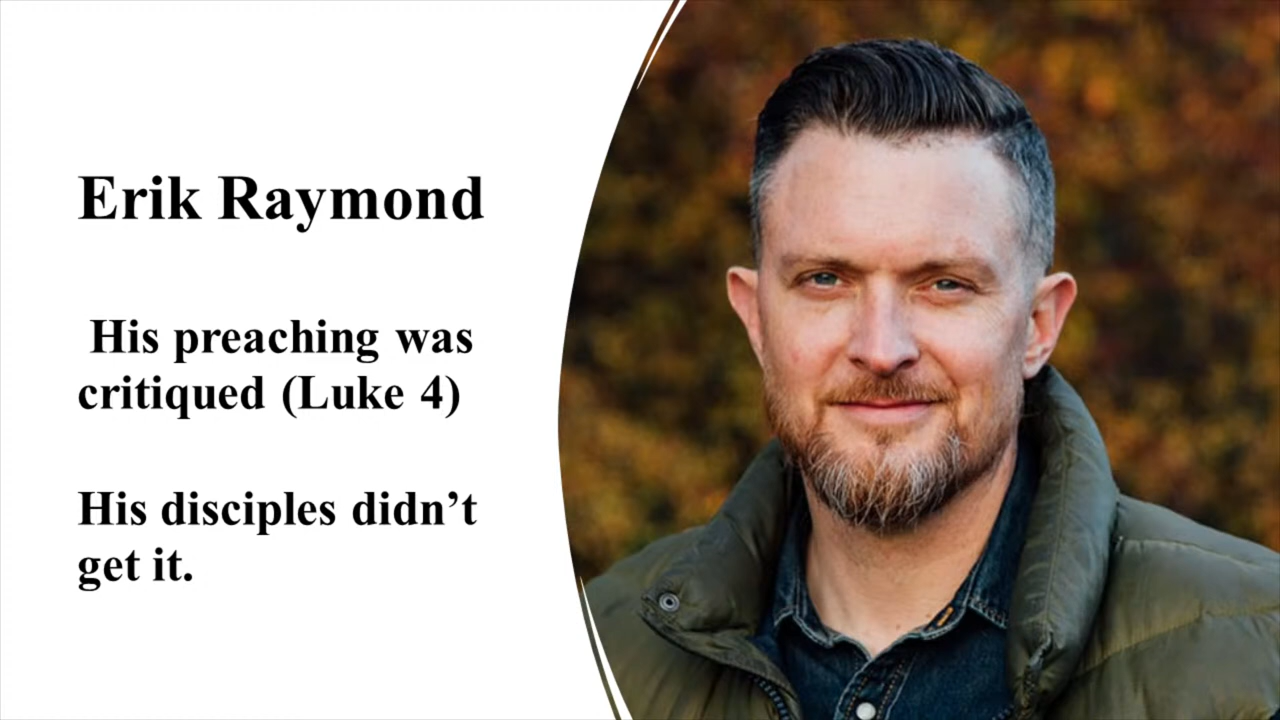 Erik Raymond
His preaching was
critiqued (Luke 4)
His disciples didn’t
get it.